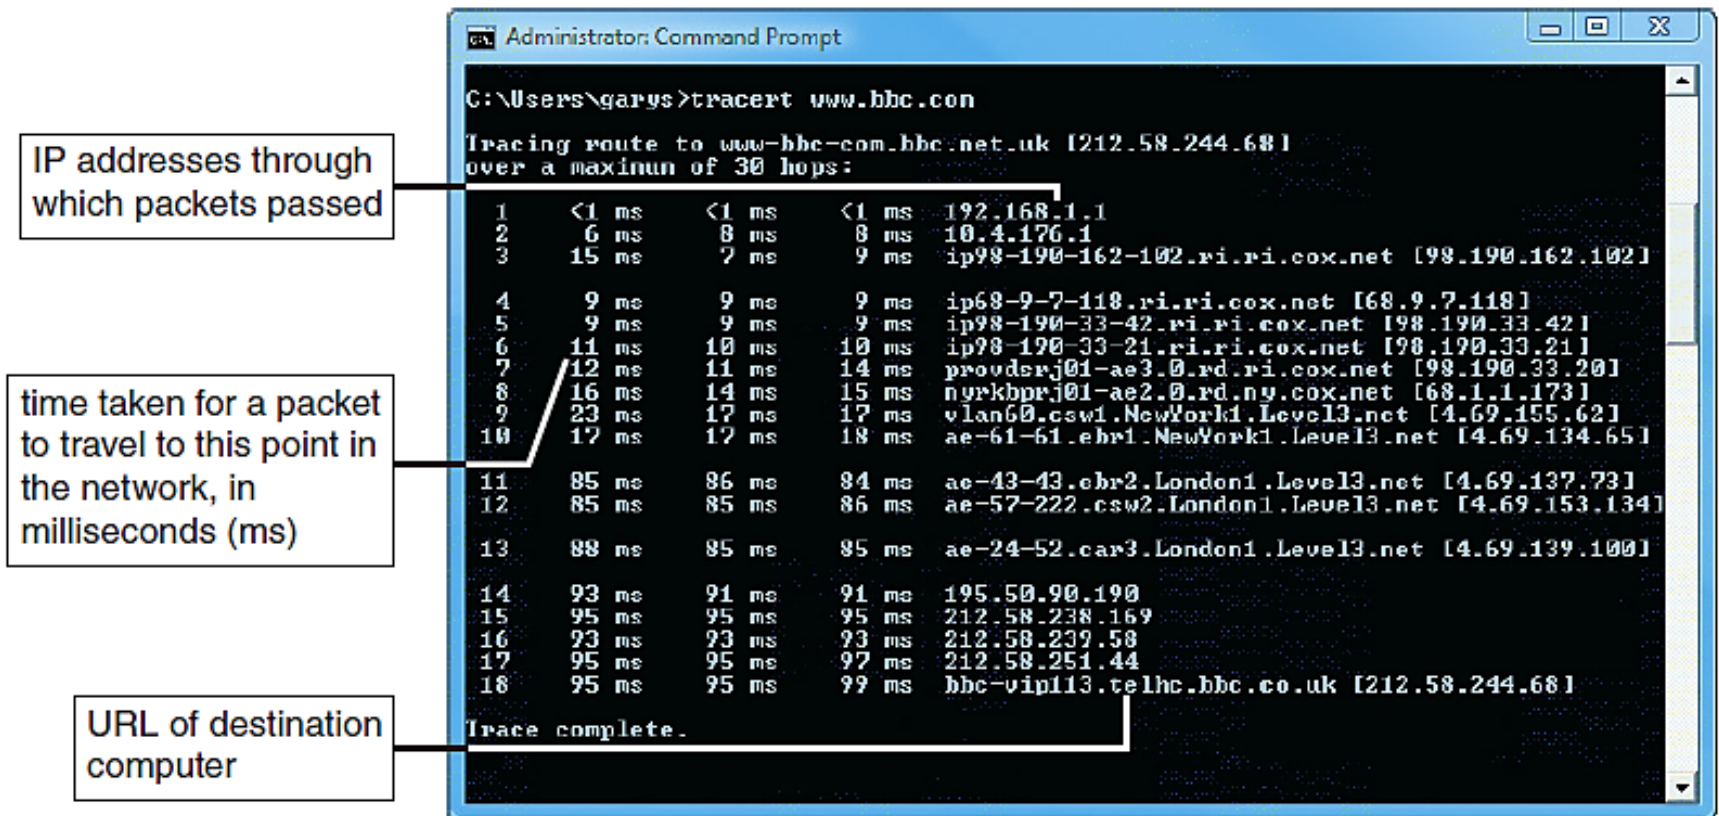 Administrator: Command Prompt
C:\Users\garys>tracert www.bbc.com
Tracing route to www-bbc-com.bbc.net.uk [212.58.244.68]
over a maximum of 30 hops:
IP addresses through
which packets passed
1 <1 ms <1 ms <1 ms 192.168.1.1
2 6 ms 8 ms 8 ms 10.4.176.1
3 15 ms 7 ms 9 ms ip98-190-162-102.ri.ri.cox.net [98.190.162.102]
4 9 ms 9 ms 9 ms ip68-9-7-118.ri.ri.cox.net [68.9.7.118]
5 9 ms 9 ms 9 ms ip98-190-33-42.ri.ri.cox.net [98.190.33.42]
6 11 ms 10 ms 10 ms ip98-190-33-21.ri.ri.cox.net [98.190.33.21]
7 12 ms 11 ms 14 ms provdsrj01-ae3.0.rd.ri.cox.net [98.190.33.20]
8 16 ms 14 ms 15 ms nyrkbprj01-ae2.0.rd.ny.cox.net [68.1.1.173]
9 23 ms 17 ms 17 ms vlan60.csw1.NewYork1.Level3.net [4.69.155.62]
10 17 ms 17 ms 18 ms ae-61-61.ebr1.NewYork1.Level3.net [4.69.134.65]
time taken for a packet
to travel to this point in
the network, in
milliseconds (ms)
11 85 ms 86 ms 84 ms ae-43-43.ebr2.London1.Level3.net [4.69.137.73]
12 85 ms 85 ms 86 ms ae-57-222.csw2.London1.Level3.net [4.69.153.134]
13 88 ms 85 ms 85 ms ae-24-52.car3.London1.Level3.net [4.69.139.100]
14 93 ms 91 ms 91 ms 195.50.90.190
15 95 ms 95 ms 95 ms 212.58.238.169
16 93 ms 93 ms 93 ms 212.58.239.58
17 95 ms 95 ms 97 ms 212.58.251.44
18 95 ms 95 ms 99 ms bbc-vip113.telhc.bbc.co.uk [212.58.244.68]
URL of destination
computer
Trace complete.